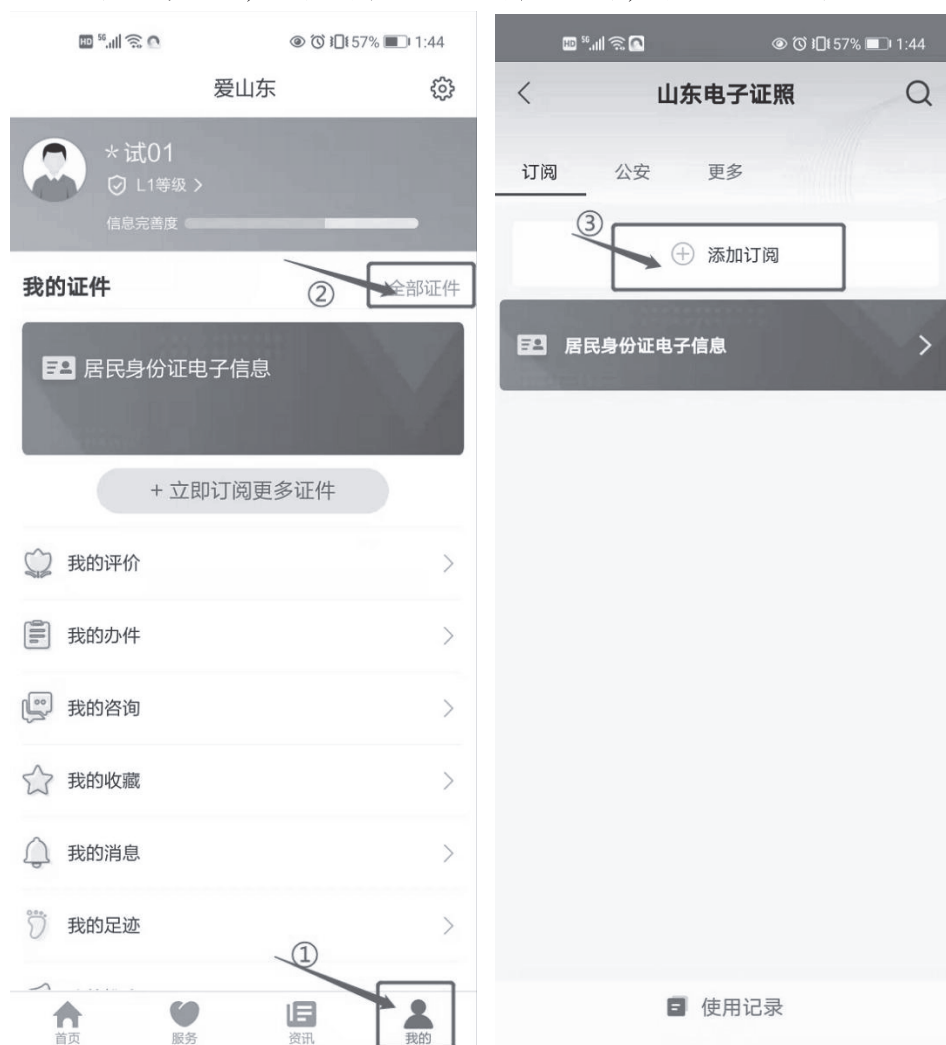 HD 5G 57% 1:44
爱山东
*试01
L1等级 >
信息完善度
我的证件
② 全部证件
居民身份证电子信息
+ 立即订阅更多证件
我的评价
我的办件
我的咨询
我的收藏
我的消息
我的足迹
①
首页 服务 资讯 我的
HD 5G 57% 1:44
山东电子证照
订阅 公安 更多
③
添加订阅
居民身份证电子信息
使用记录